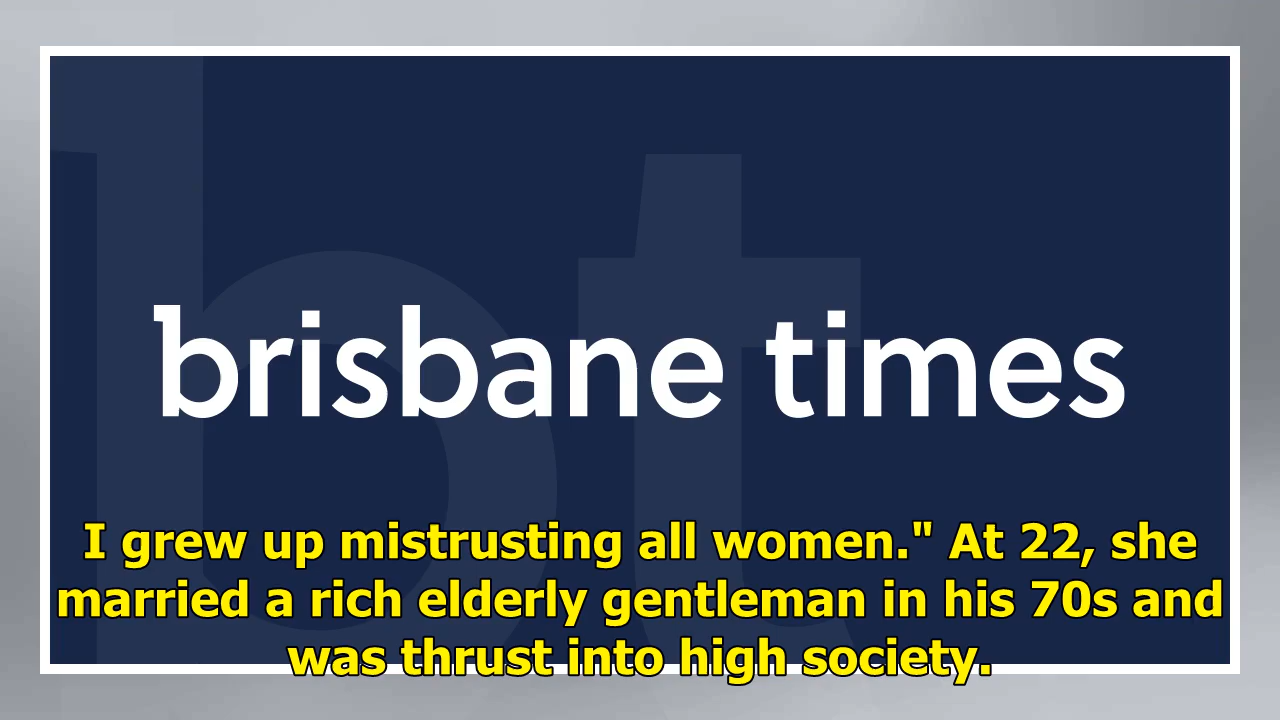 brisbane times
I grew up mistrusting all women." At 22, she
married a rich elderly gentleman in his 70s and
was thrust into high society.